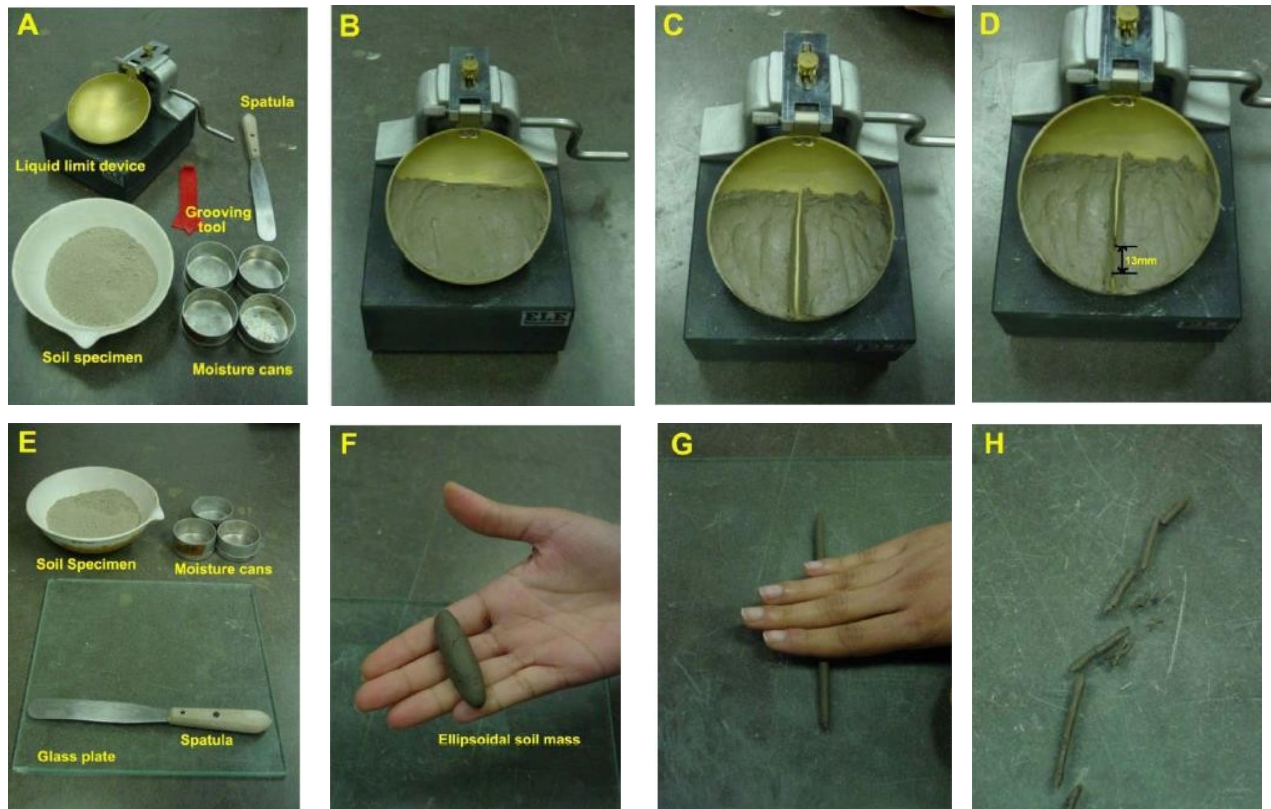 A
Spatula
Liquid limit device
Grooving
tool
Soil specimen
Moisture cans
B
ELE
C
D
13mm
E
Soil Specimen
Moisture cans
Spatula
Glass plate
F
Ellipsoidal soil mass
G
H